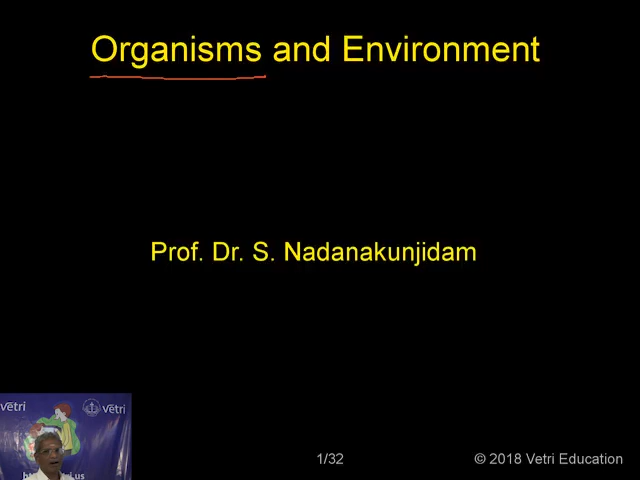 Organisms and Environment
Prof. Dr. S. Nadanakunjidam
vetri
vetri
1/32
© 2018 Vetri Education